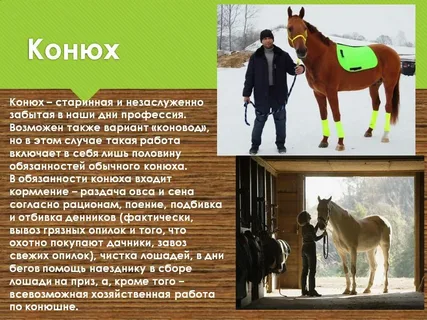 Конюх
Конюх – старинная и незаслуженно
забытая в наши дни профессия.
Возможен также вариант «коновод»,
но в этом случае такая работа
включает в себя лишь половину
обязанностей обычного конюха.
В обязанности конюха входит
кормление – раздача овса и сена
согласно рационам, поение, подбивка
и отбивка денников (фактически,
вывоз грязных опилок и того, что
охотно покупают дачники, завоз
свежих опилок), чистка лошадей, в дни
бегов помощь наезднику в сборе
лошади на приз, а, кроме того –
всевозможная хозяйственная работа
по конюшне.